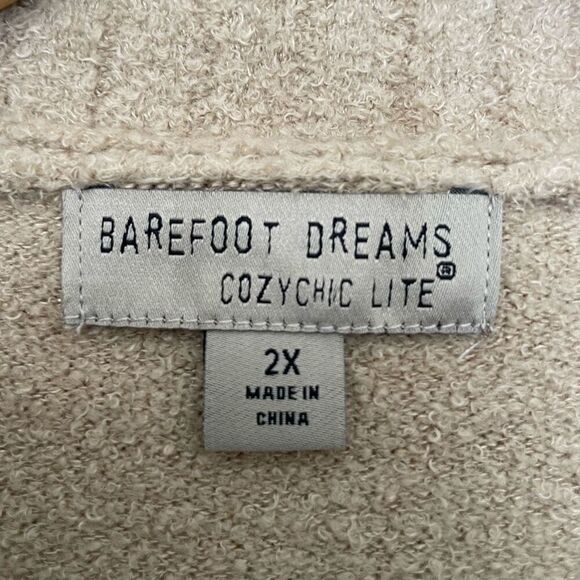 BAREFOOT DREAMS
COZYCHIC LITE®
2X
MADE IN
CHINA